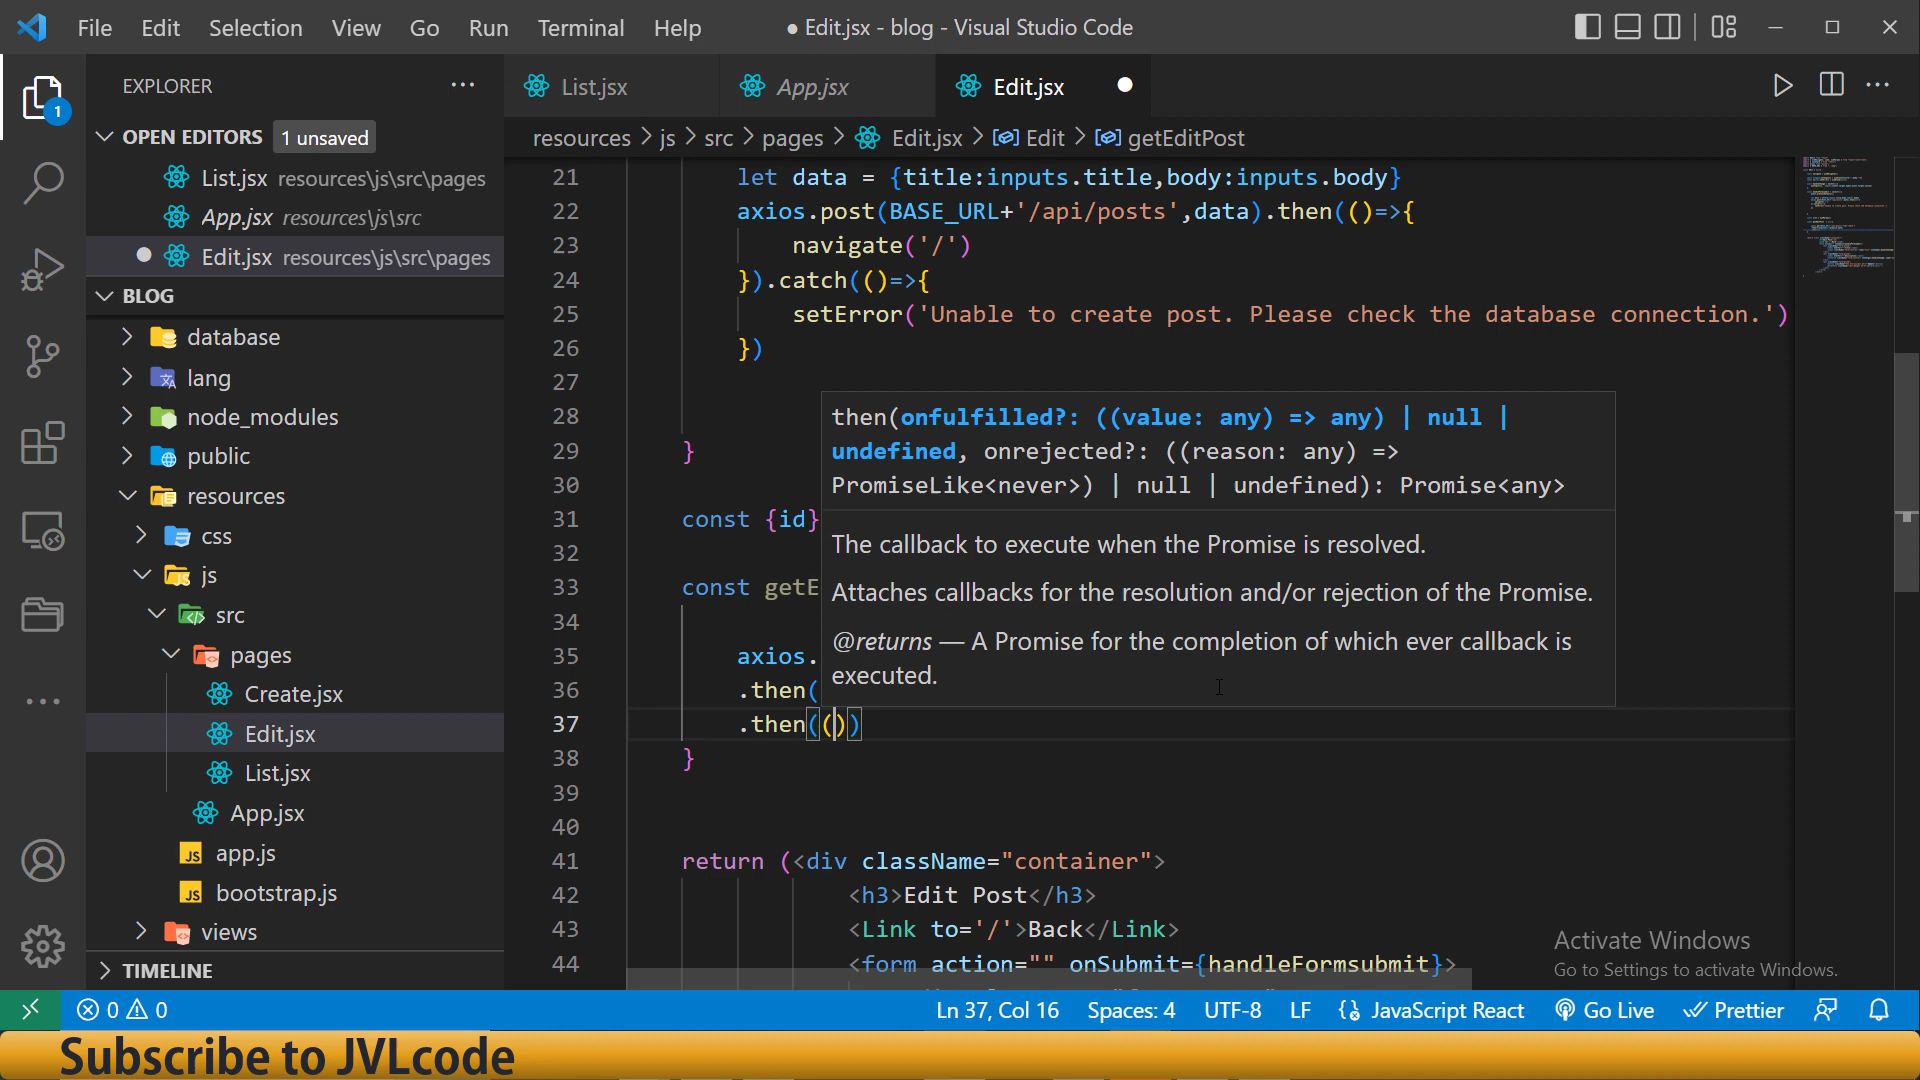 File Edit Selection View Go Run Terminal Help
● Edit.jsx - blog - Visual Studio Code
EXPLORER
1
OPEN EDITORS 1 unsaved
List.jsx resources\js\src\pages
App.jsx resources\js\src
Edit.jsx resources\js\src\pages
BLOG
database
lang
node_modules
public
resources
css
js
src
pages
Create.jsx
Edit.jsx
List.jsx
App.jsx
JS app.js
JS bootstrap.js
views
TIMELINE
List.jsx App.jsx Edit.jsx
resources > js > src > pages > Edit.jsx > Edit > getEditPost
21 let data = {title:inputs.title,body:inputs.body}
22 axios.post(BASE_URL+'/api/posts',data).then(()=>{
23 navigate('/')
24 }).catch(()=>{
25 setError('Unable to create post. Please check the database connection.')
26 })
27
28
29 }
30
31 const {id}
32
33 const getE
34
35 axios.
36 .then(
37 .then(())
38 }
39
40
41 return (<div className="container">
42 <h3>Edit Post</h3>
43 <Link to='/'>Back</Link>
44 <form action="" onSubmit={handleFormsubmit}>
then(onfulfilled?: ((value: any) => any) | null |
undefined, onrejected?: ((reason: any) =>
PromiseLike<never>) | null | undefined): Promise<any>
The callback to execute when the Promise is resolved.
Attaches callbacks for the resolution and/or rejection of the Promise.
@returns — A Promise for the completion of which ever callback is
executed.
Activate Windows
Go to Settings to activate Windows.
0 0 Ln 37, Col 16 Spaces: 4 UTF-8 LF JavaScript React Go Live Prettier
Subscribe to JVLcode